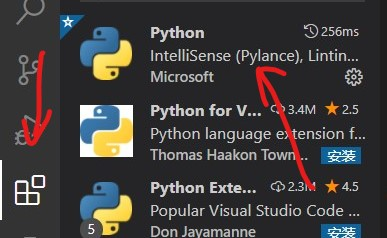 Python 256ms
IntelliSense (Pylance), Lintin...
Microsoft
Python for V... 3.4M 2.5
Python language extension f...
Thomas Haakon Town... 安装
Python Exte... 2.3M 4.5
Popular Visual Studio Code ...
5 Don Jayamanne 安装